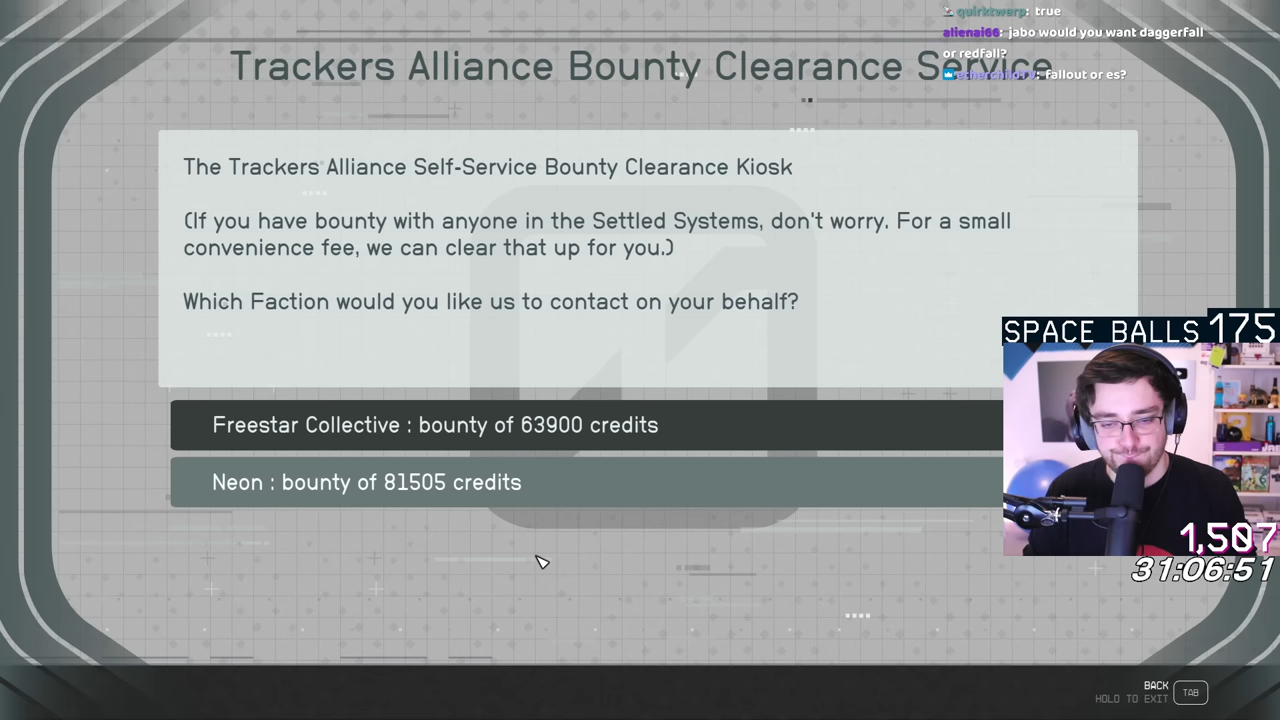 quirktwerp: true
alienai66: jabo would you want daggerfall
or redfall?
Trackers Alliance Bounty Clearance Service
etherchildTV: fallout or es?
The Trackers Alliance Self-Service Bounty Clearance Kiosk
(If you have bounty with anyone in the Settled Systems, don't worry. For a small
convenience fee, we can clear that up for you.)
Which Faction would you like us to contact on your behalf?
SPACE BALLS 175
Freestar Collective : bounty of 63900 credits
Neon : bounty of 81505 credits
1,507
31:06:51
BACK
HOLD TO EXIT TAB